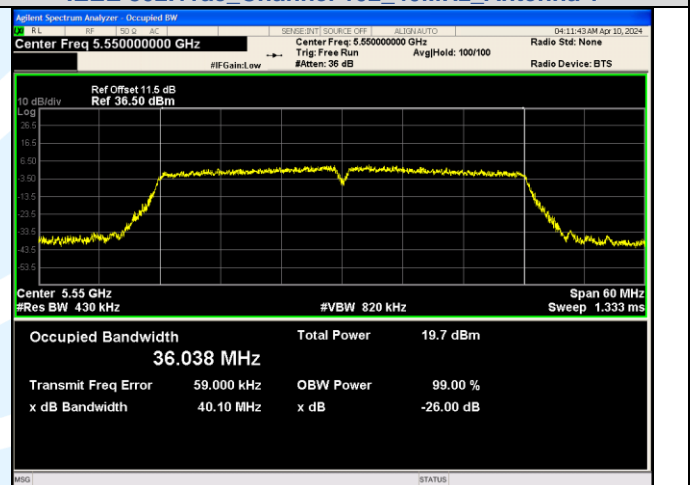 Agilent Spectrum Analyzer - Occupied BW
RL RF 50 Ω AC SENSE:INT SOURCE OFF ALIGNAUTO 04:11:43 AM Apr 10, 2024
Center Freq 5.550000000 GHz Center Freq: 5.550000000 GHz Radio Std: None
Trig: Free Run Avg|Hold: 100/100
#IFGain:Low #Atten: 36 dB Radio Device: BTS
Ref Offset 11.5 dB
10 dB/div Ref 36.50 dBm
Log
26.5
16.5
6.50
-3.50
-13.5
-23.5
-33.5
-43.5
-53.5
Center 5.55 GHz Span 60 MHz
#Res BW 430 kHz #VBW 820 kHz Sweep 1.333 ms
Occupied Bandwidth Total Power 19.7 dBm
36.038 MHz
Transmit Freq Error 59.000 kHz OBW Power 99.00 %
x dB Bandwidth 40.10 MHz x dB -26.00 dB
MSG STATUS